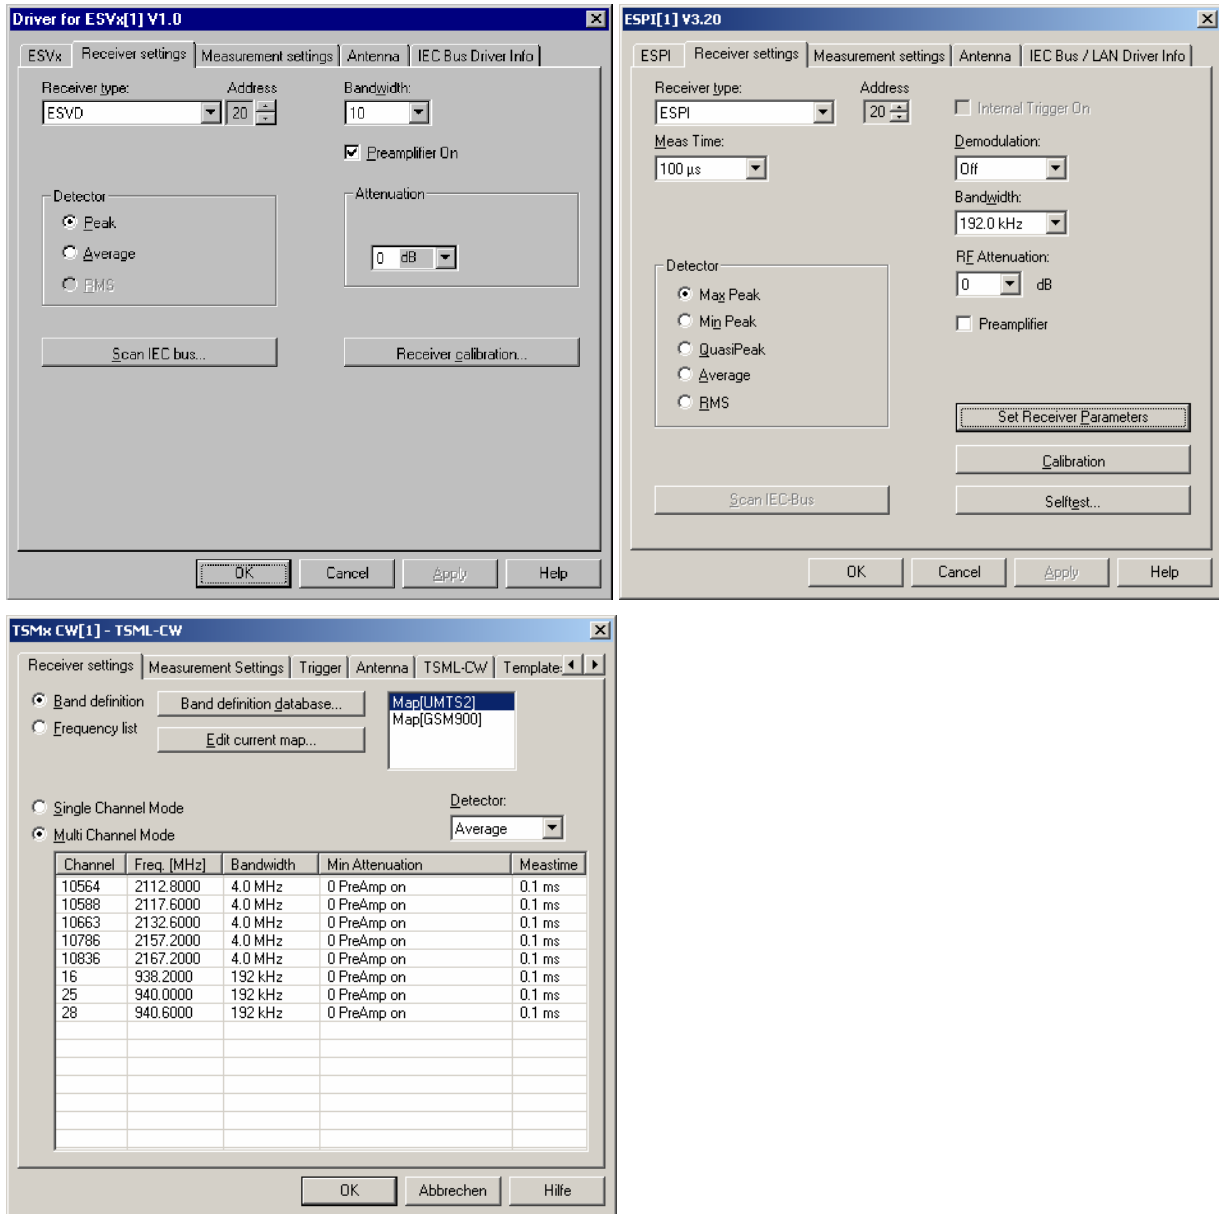 Driver for ESVx[1] V1.0
ESVx Receiver settings Measurement settings Antenna IEC Bus Driver Info
Receiver type: Address Bandwidth:
ESVD 20 10
Preamplifier On
Detector Attenuation
Peak
Average 0 dB
RMS
Scan IEC bus... Receiver calibration...
OK Cancel Apply Help
ESPI[1] V3.20
ESPI Receiver settings Measurement settings Antenna IEC Bus / LAN Driver Info
Receiver type: Address
ESPI 20 Internal Trigger On
Meas Time: Demodulation:
100 µs Off
Bandwidth:
192.0 kHz
Detector RF Attenuation:
Max Peak 0 dB
Min Peak Preamplifier
QuasiPeak
Average
RMS
Set Receiver Parameters
Calibration
Scan IEC-Bus Selftest...
OK Cancel Apply Help
TSMx CW[1] - TSML-CW
Receiver settings Measurement Settings Trigger Antenna TSML-CW Template:
Band definition Band definition database... Map[UMTS2]
Frequency list Edit current map... Map[GSM900]
Single Channel Mode Detector:
Multi Channel Mode Average
Channel Freq. [MHz] Bandwidth Min Attenuation Meastime
10564 2112.8000 4.0 MHz 0 PreAmp on 0.1 ms
10588 2117.6000 4.0 MHz 0 PreAmp on 0.1 ms
10663 2132.6000 4.0 MHz 0 PreAmp on 0.1 ms
10786 2157.2000 4.0 MHz 0 PreAmp on 0.1 ms
10836 2167.2000 4.0 MHz 0 PreAmp on 0.1 ms
16 938.2000 192 kHz 0 PreAmp on 0.1 ms
25 940.0000 192 kHz 0 PreAmp on 0.1 ms
28 940.6000 192 kHz 0 PreAmp on 0.1 ms
OK Abbrechen Hilfe